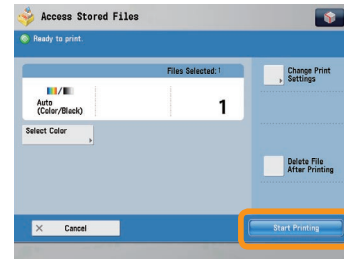 Access Stored Files
Ready to print.
Files Selected: 1
Auto
(Color/Black)
1
Select Color
Change Print
Settings
Delete File
After Printing
Cancel
Start Printing